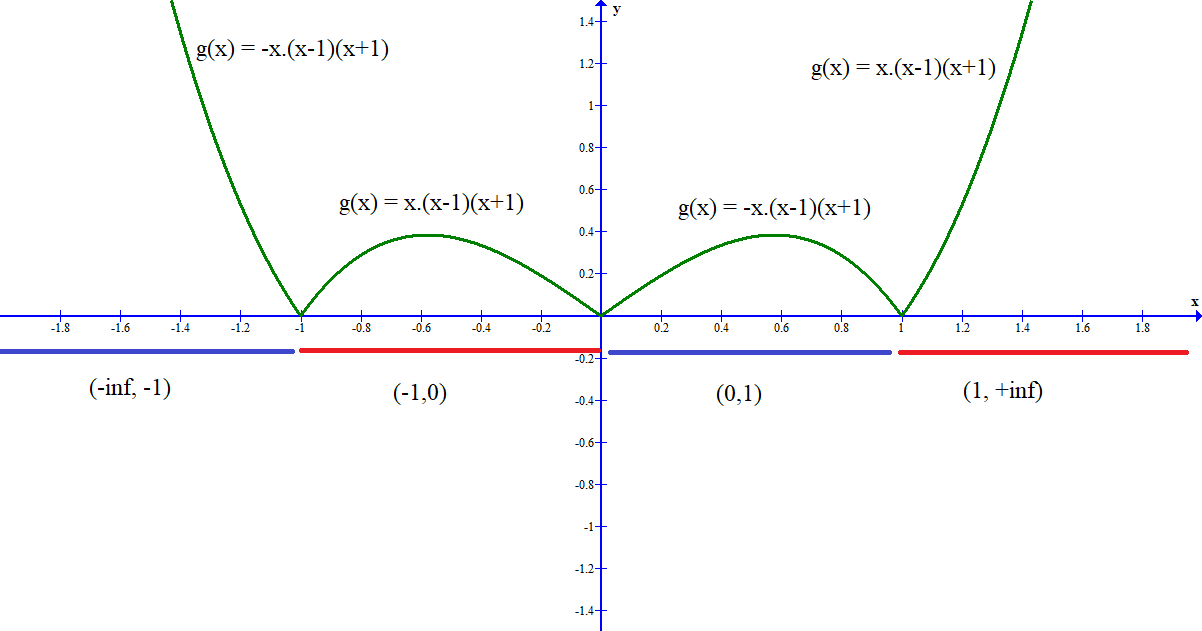 y
1.4
g(x) = -x.(x-1)(x+1)
1.2
g(x) = x.(x-1)(x+1)
1
0.8
0.6
g(x) = x.(x-1)(x+1)
g(x) = -x.(x-1)(x+1)
0.4
0.2
x
-1.8 -1.6 -1.4 -1.2 -1 -0.8 -0.6 -0.4 -0.2 0.2 0.4 0.6 0.8 1 1.2 1.4 1.6 1.8
-0.2
(-inf, -1) (-1,0) (0,1) (1, +inf)
-0.4
-0.6
-0.8
-1
-1.2
-1.4